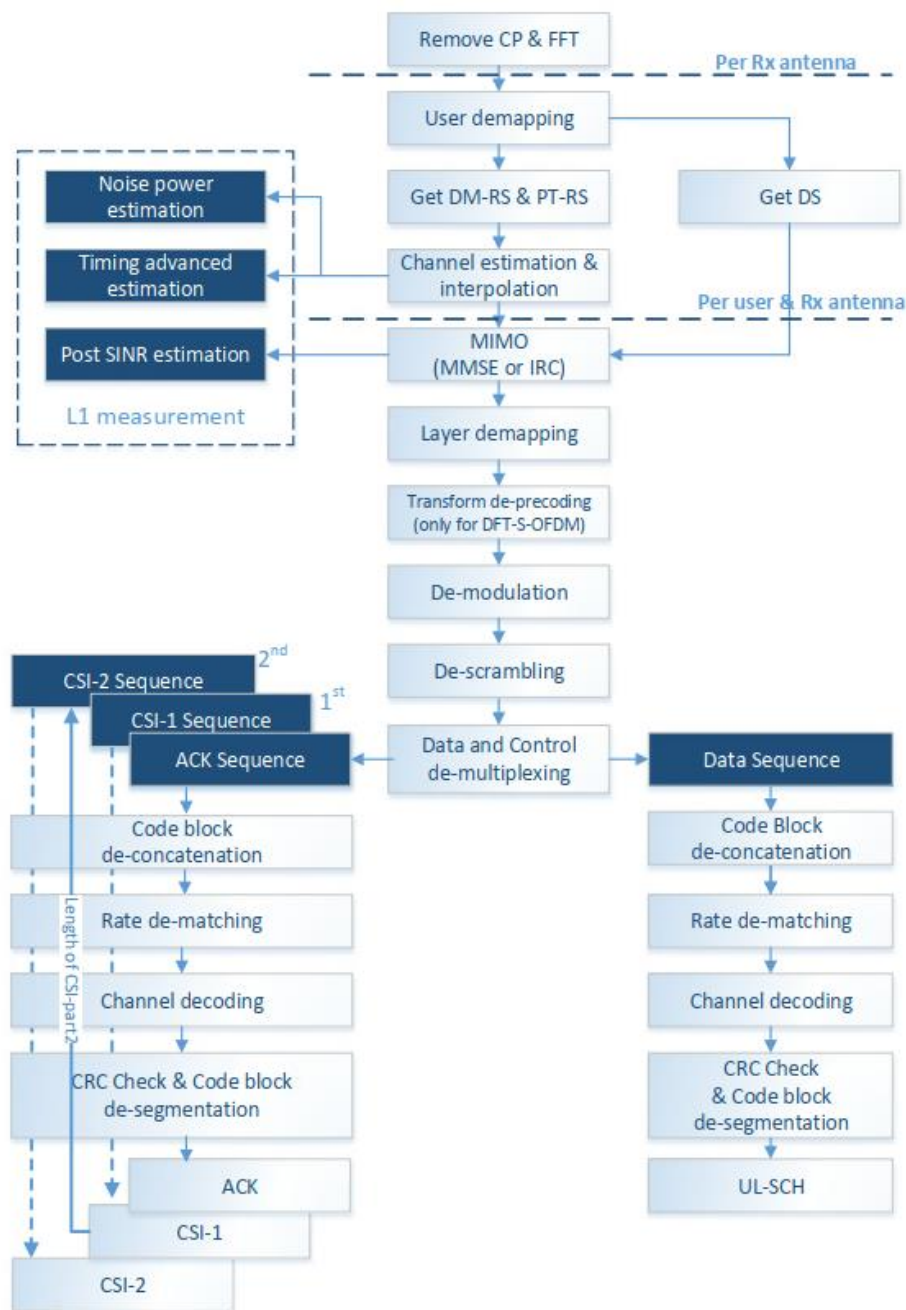 Remove CP & FFT
Per Rx antenna
User demapping
Noise power
estimation
Get DM-RS & PT-RS
Get DS
Timing advanced
estimation
Channel estimation &
interpolation
Per user & Rx antenna
Post SINR estimation
MIMO
(MMSE or IRC)
L1 measurement
Layer demapping
Transform de-precoding
(only for DFT-S-OFDM)
De-modulation
De-scrambling
2nd
CSI-2 Sequence
1st
CSI-1 Sequence
ACK Sequence
Data and Control
de-multiplexing
Data Sequence
Code block
de-concatenation
Code Block
de-concatenation
Rate de-matching
Rate de-matching
Length of CSI-part2
Channel decoding
Channel decoding
CRC Check & Code block
de-segmentation
CRC Check
& Code block
de-segmentation
ACK
UL-SCH
CSI-1
CSI-2